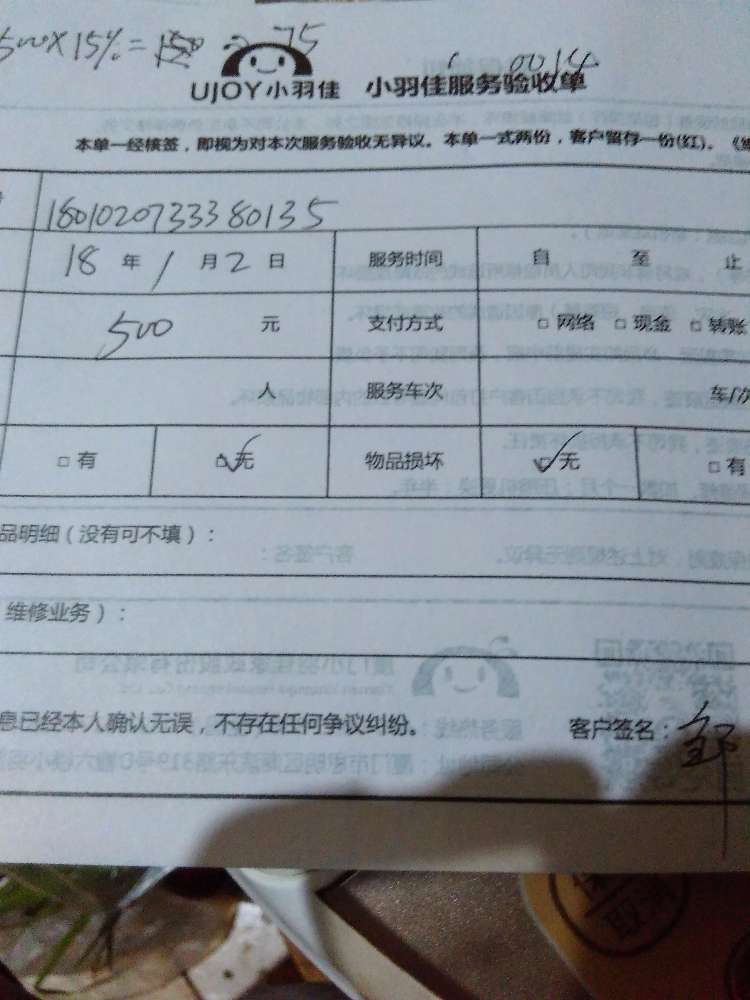 500×15%=150 75
0014
UJOY小羽佳 小羽佳服务验收单
本单一经核签，即视为对本次服务验收无异议。本单一式两份，客户留存一份(红)。
180102073338 0135
18 年 1 月 2 日 服务时间 自 至 止
500 元 支付方式 □ 网络 □ 现金 □ 转账
人 服务车次 车/次
□ 有 □✓无 物品损坏 □✓无 □ 有
品明细（没有可不填）：
维修业务）：
息已经本人确认无误，不存在任何争议纠纷。 客户签名：邹